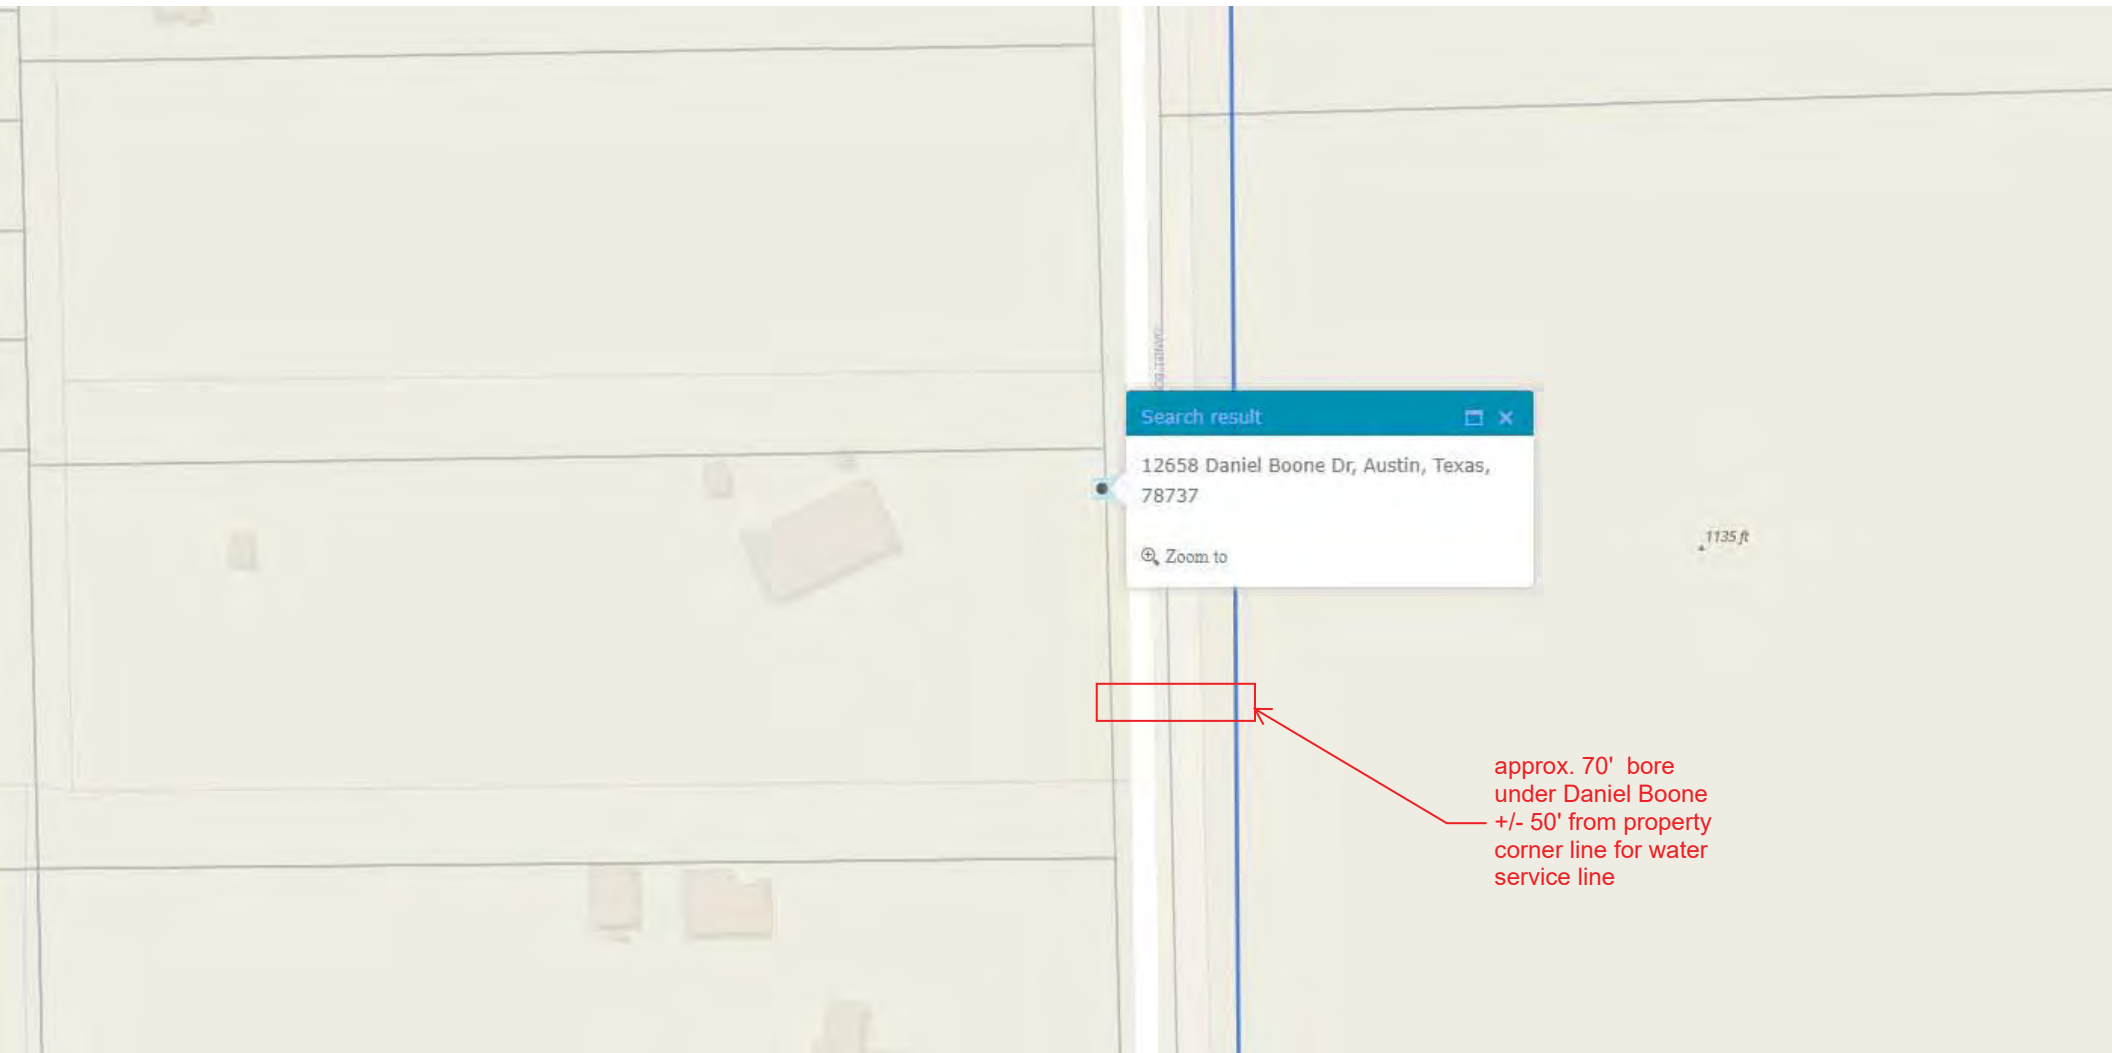 Search result
12658 Daniel Boone Dr, Austin, Texas,
78737
Zoom to
1135 ft
approx. 70'  bore
under Daniel Boone
+/- 50' from property
corner line for water
service line